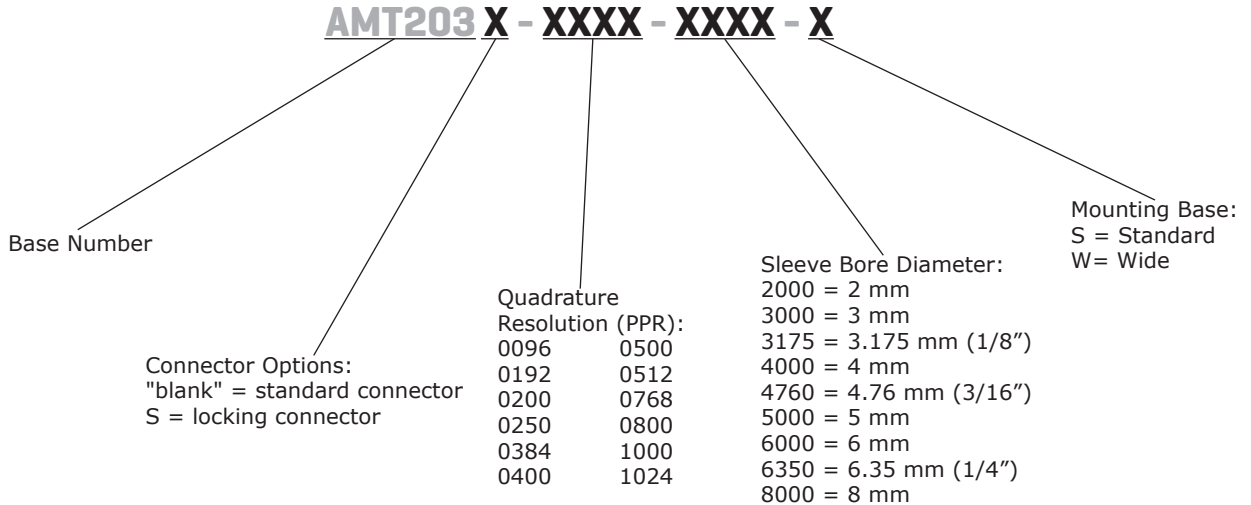 AMT203 X - XXXX - XXXX - X
Base Number
Connector Options:
"blank" = standard connector
S = locking connector
Quadrature
Resolution (PPR):
0096 0500
0192 0512
0200 0768
0250 0800
0384 1000
0400 1024
Sleeve Bore Diameter:
2000 = 2 mm
3000 = 3 mm
3175 = 3.175 mm (1/8”)
4000 = 4 mm
4760 = 4.76 mm (3/16”)
5000 = 5 mm
6000 = 6 mm
6350 = 6.35 mm (1/4”)
8000 = 8 mm
Mounting Base:
S = Standard
W= Wide